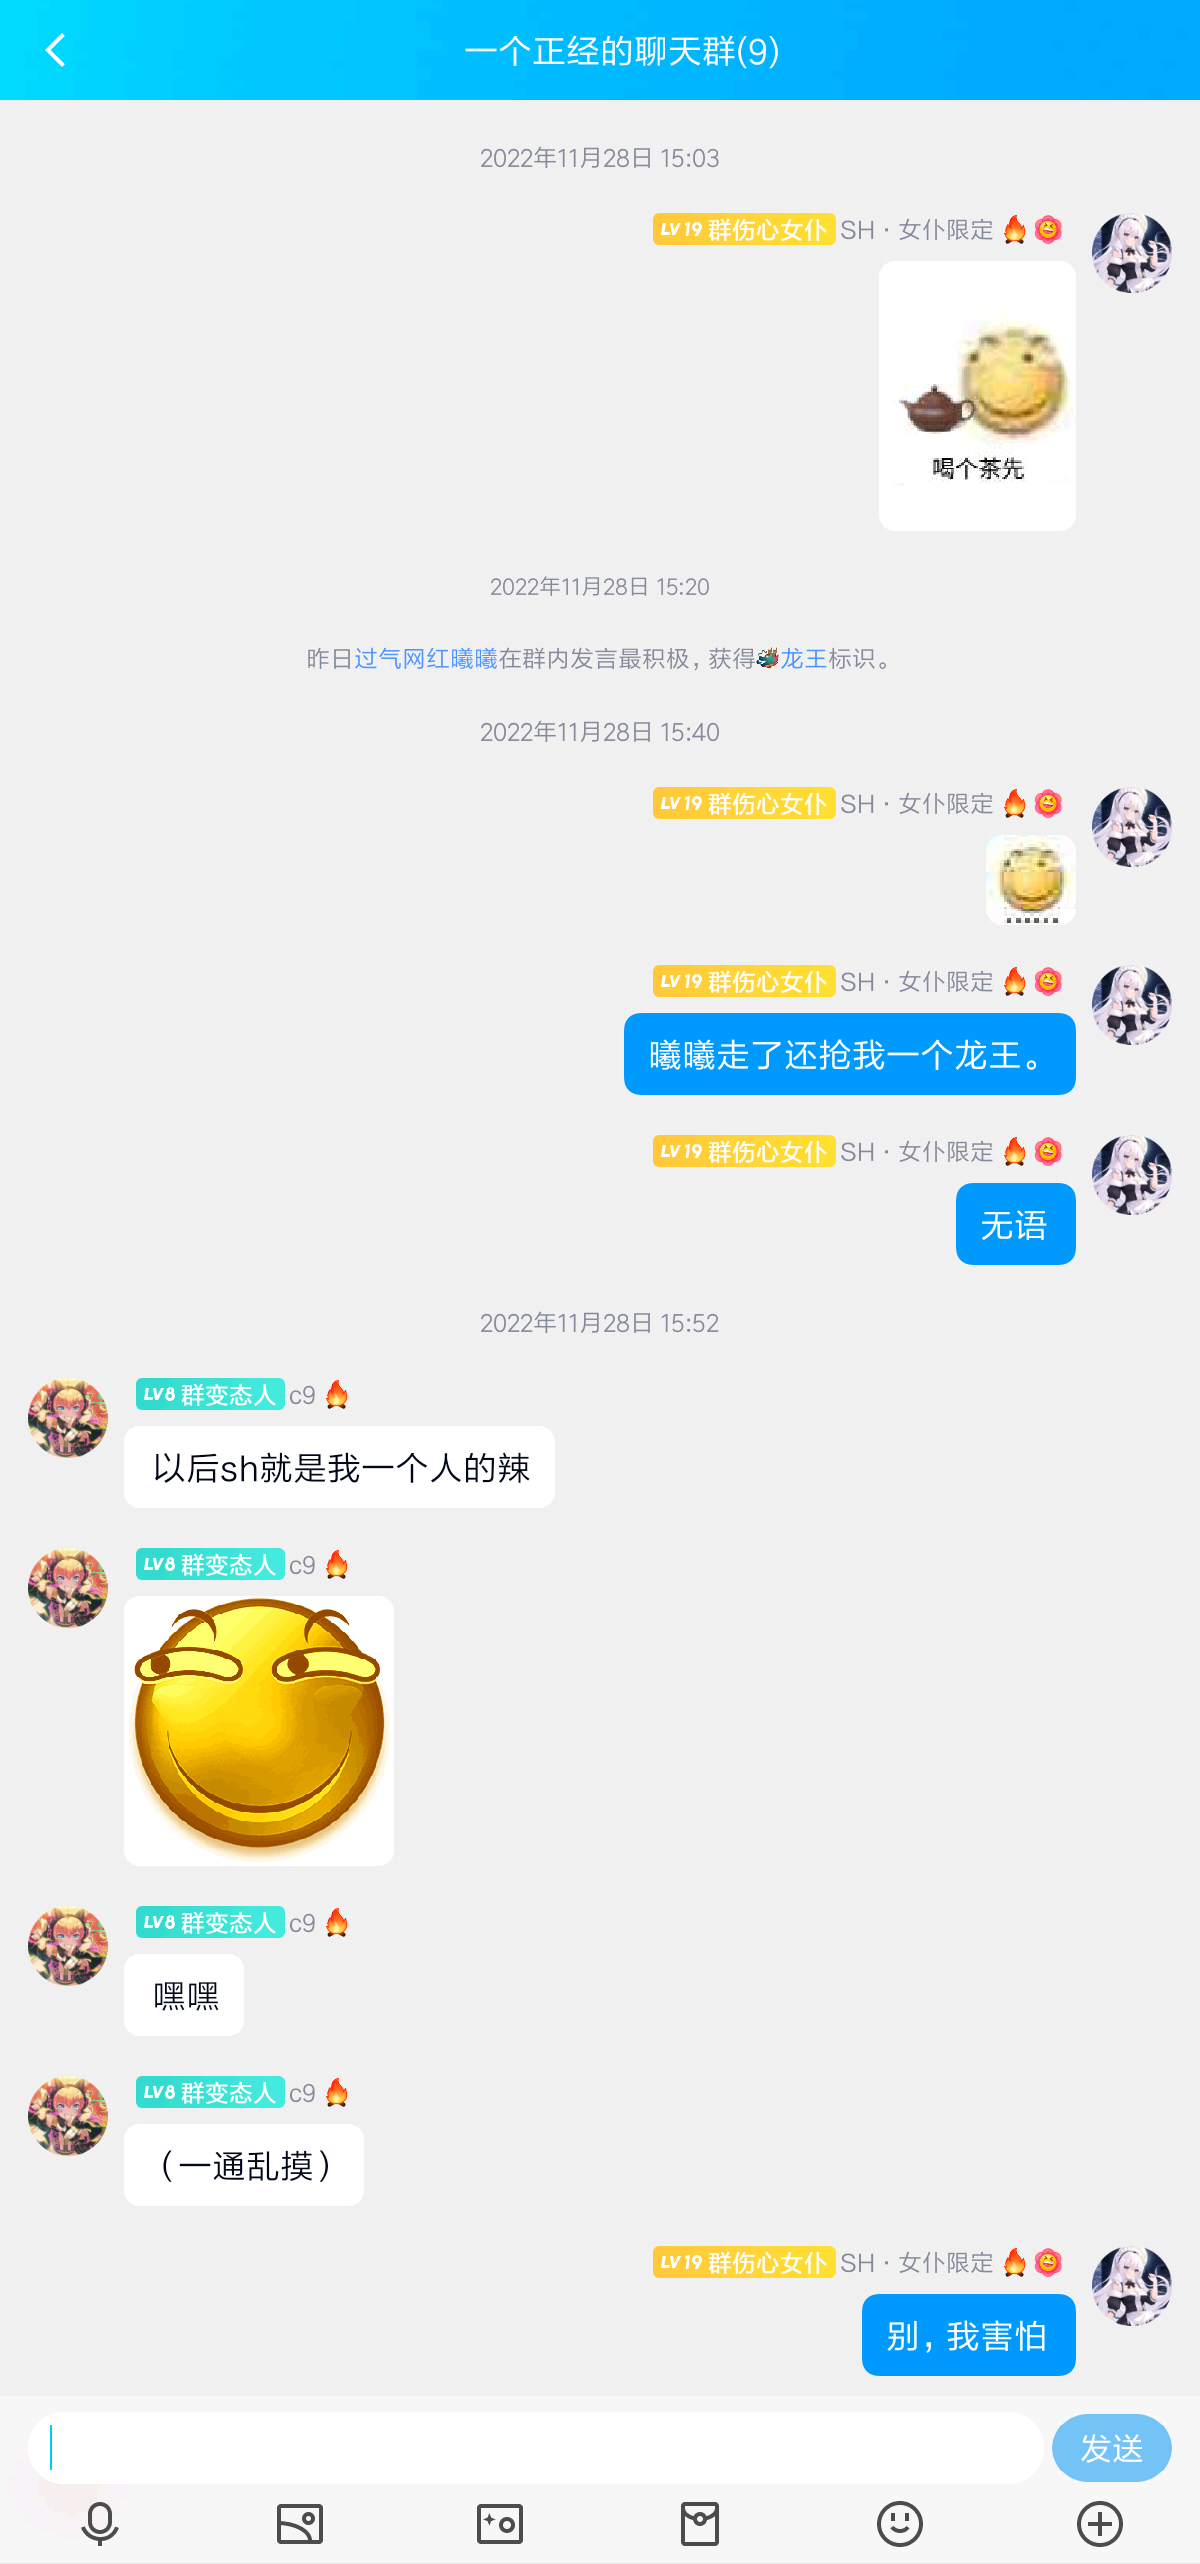 一个正经的聊天群(9)
2022年11月28日 15:03
LV19 群伤心女仆 SH · 女仆限定 🔥
喝个茶先
2022年11月28日 15:20
昨日过气网红曦曦在群内发言最积极，获得🐲龙王标识。
2022年11月28日 15:40
LV19 群伤心女仆 SH · 女仆限定 🔥
......
LV19 群伤心女仆 SH · 女仆限定 🔥
曦曦走了还抢我一个龙王。
LV19 群伤心女仆 SH · 女仆限定 🔥
无语
2022年11月28日 15:52
LV8 群变态人 c9 🔥
以后sh就是我一个人的辣
LV8 群变态人 c9 🔥
LV8 群变态人 c9 🔥
嘿嘿
LV8 群变态人 c9 🔥
（一通乱摸）
LV19 群伤心女仆 SH · 女仆限定 🔥
别，我害怕
发送